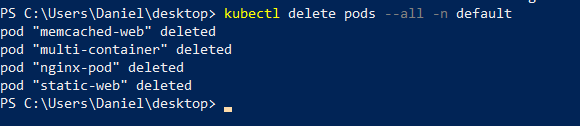 PS C:\Users\Daniel\desktop> kubectl delete pods --all -n default
pod "memcached-web" deleted
pod "multi-container" deleted
pod "nginx-pod" deleted
pod "static-web" deleted
PS C:\Users\Daniel\desktop>